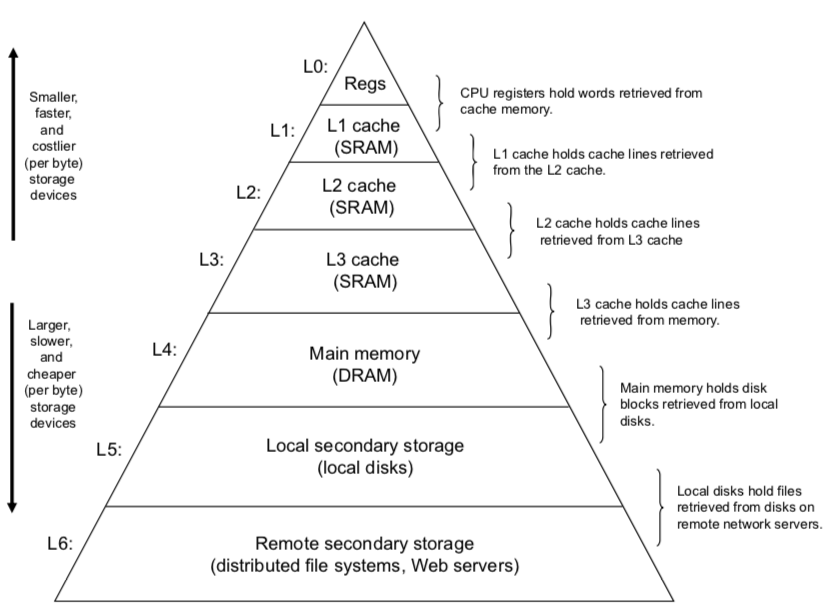 L0:
Regs
CPU registers hold words retrieved from
cache memory.
Smaller,
faster,
and
costlier
(per byte)
storage
devices
L1:
L1 cache
(SRAM)
L1 cache holds cache lines retrieved
from the L2 cache.
L2:
L2 cache
(SRAM)
L2 cache holds cache lines
retrieved from L3 cache
L3:
L3 cache
(SRAM)
L3 cache holds cache lines
retrieved from memory.
Larger,
slower,
and
cheaper
(per byte)
storage
devices
L4:
Main memory
(DRAM)
Main memory holds disk
blocks retrieved from local
disks.
L5:
Local secondary storage
(local disks)
Local disks hold files
retrieved from disks on
remote network servers.
L6:
Remote secondary storage
(distributed file systems, Web servers)